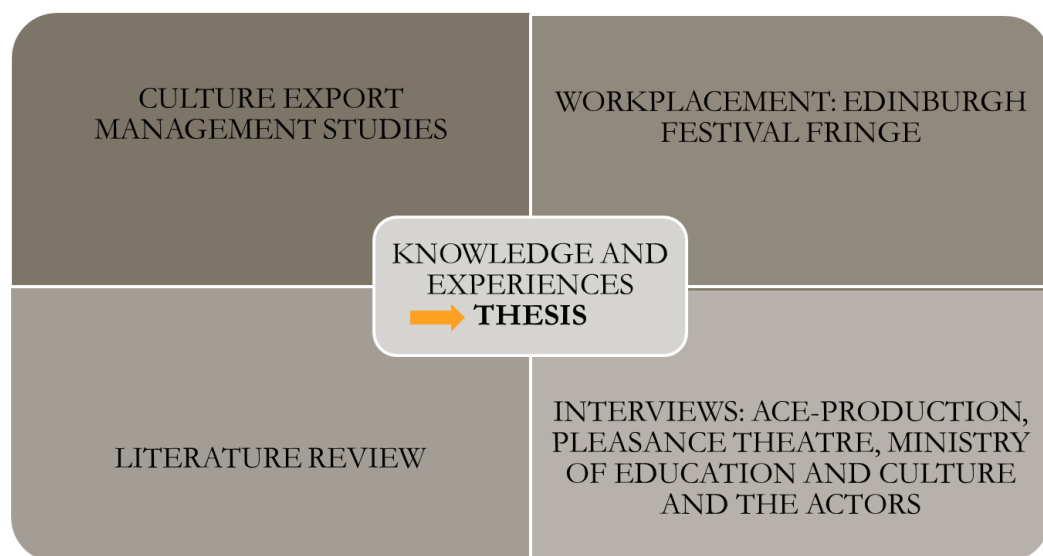 CULTURE EXPORT
MANAGEMENT STUDIES
WORKPLACEMENT: EDINBURGH
FESTIVAL FRINGE
KNOWLEDGE AND
EXPERIENCES
THESIS
LITERATURE REVIEW
INTERVIEWS: ACE-PRODUCTION,
PLEASANCE THEATRE, MINISTRY
OF EDUCATION AND CULTURE
AND THE ACTORS